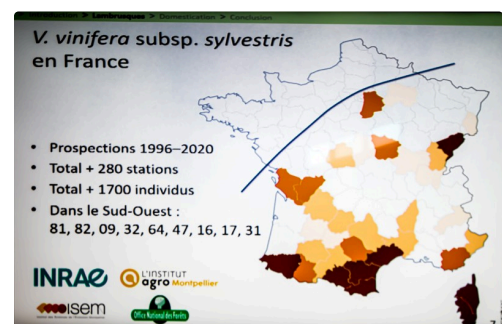 Introduction > Lambrusques > Domestication > Conclusion
V. vinifera subsp. sylvestris
en France
• Prospections 1996–2020
• Total + 280 stations
• Total + 1700 individus
• Dans le Sud-Ouest :
81, 82, 09, 32, 64, 47, 16, 17, 31
INRAE
L'INSTITUT
agro Montpellier
isem
Office National des Forêts
7